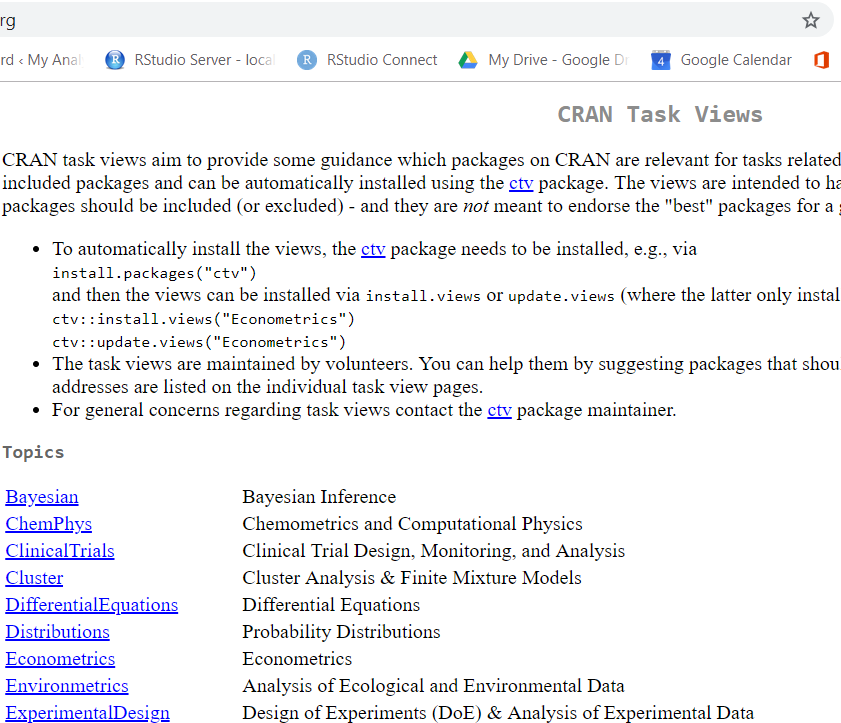 rg
rd ‹ My Anal
RStudio Server - local
RStudio Connect
My Drive - Google Dr
4
Google Calendar
CRAN Task Views
CRAN task views aim to provide some guidance which packages on CRAN are relevant for tasks related
included packages and can be automatically installed using the ctv package. The views are intended to ha
packages should be included (or excluded) - and they are not meant to endorse the "best" packages for a g
• To automatically install the views, the ctv package needs to be installed, e.g., via
install.packages("ctv")
and then the views can be installed via install.views or update.views (where the latter only instal
ctv::install.views("Econometrics")
ctv::update.views("Econometrics")
• The task views are maintained by volunteers. You can help them by suggesting packages that shou
addresses are listed on the individual task view pages.
• For general concerns regarding task views contact the ctv package maintainer.
Topics
Bayesian Bayesian Inference
ChemPhys Chemometrics and Computational Physics
ClinicalTrials Clinical Trial Design, Monitoring, and Analysis
Cluster Cluster Analysis & Finite Mixture Models
DifferentialEquations Differential Equations
Distributions Probability Distributions
Econometrics Econometrics
Environmetrics Analysis of Ecological and Environmental Data
ExperimentalDesign Design of Experiments (DoE) & Analysis of Experimental Data